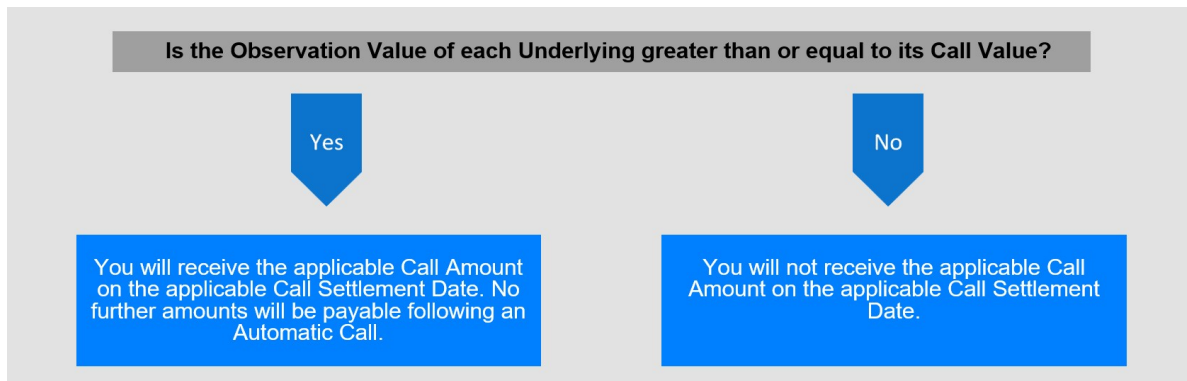 Is the Observation Value of each Underlying greater than or equal to its Call Value?
Yes
No
You will receive the applicable Call Amount
on the applicable Call Settlement Date. No
further amounts will be payable following an
Automatic Call.
You will not receive the applicable Call
Amount on the applicable Call Settlement
Date.